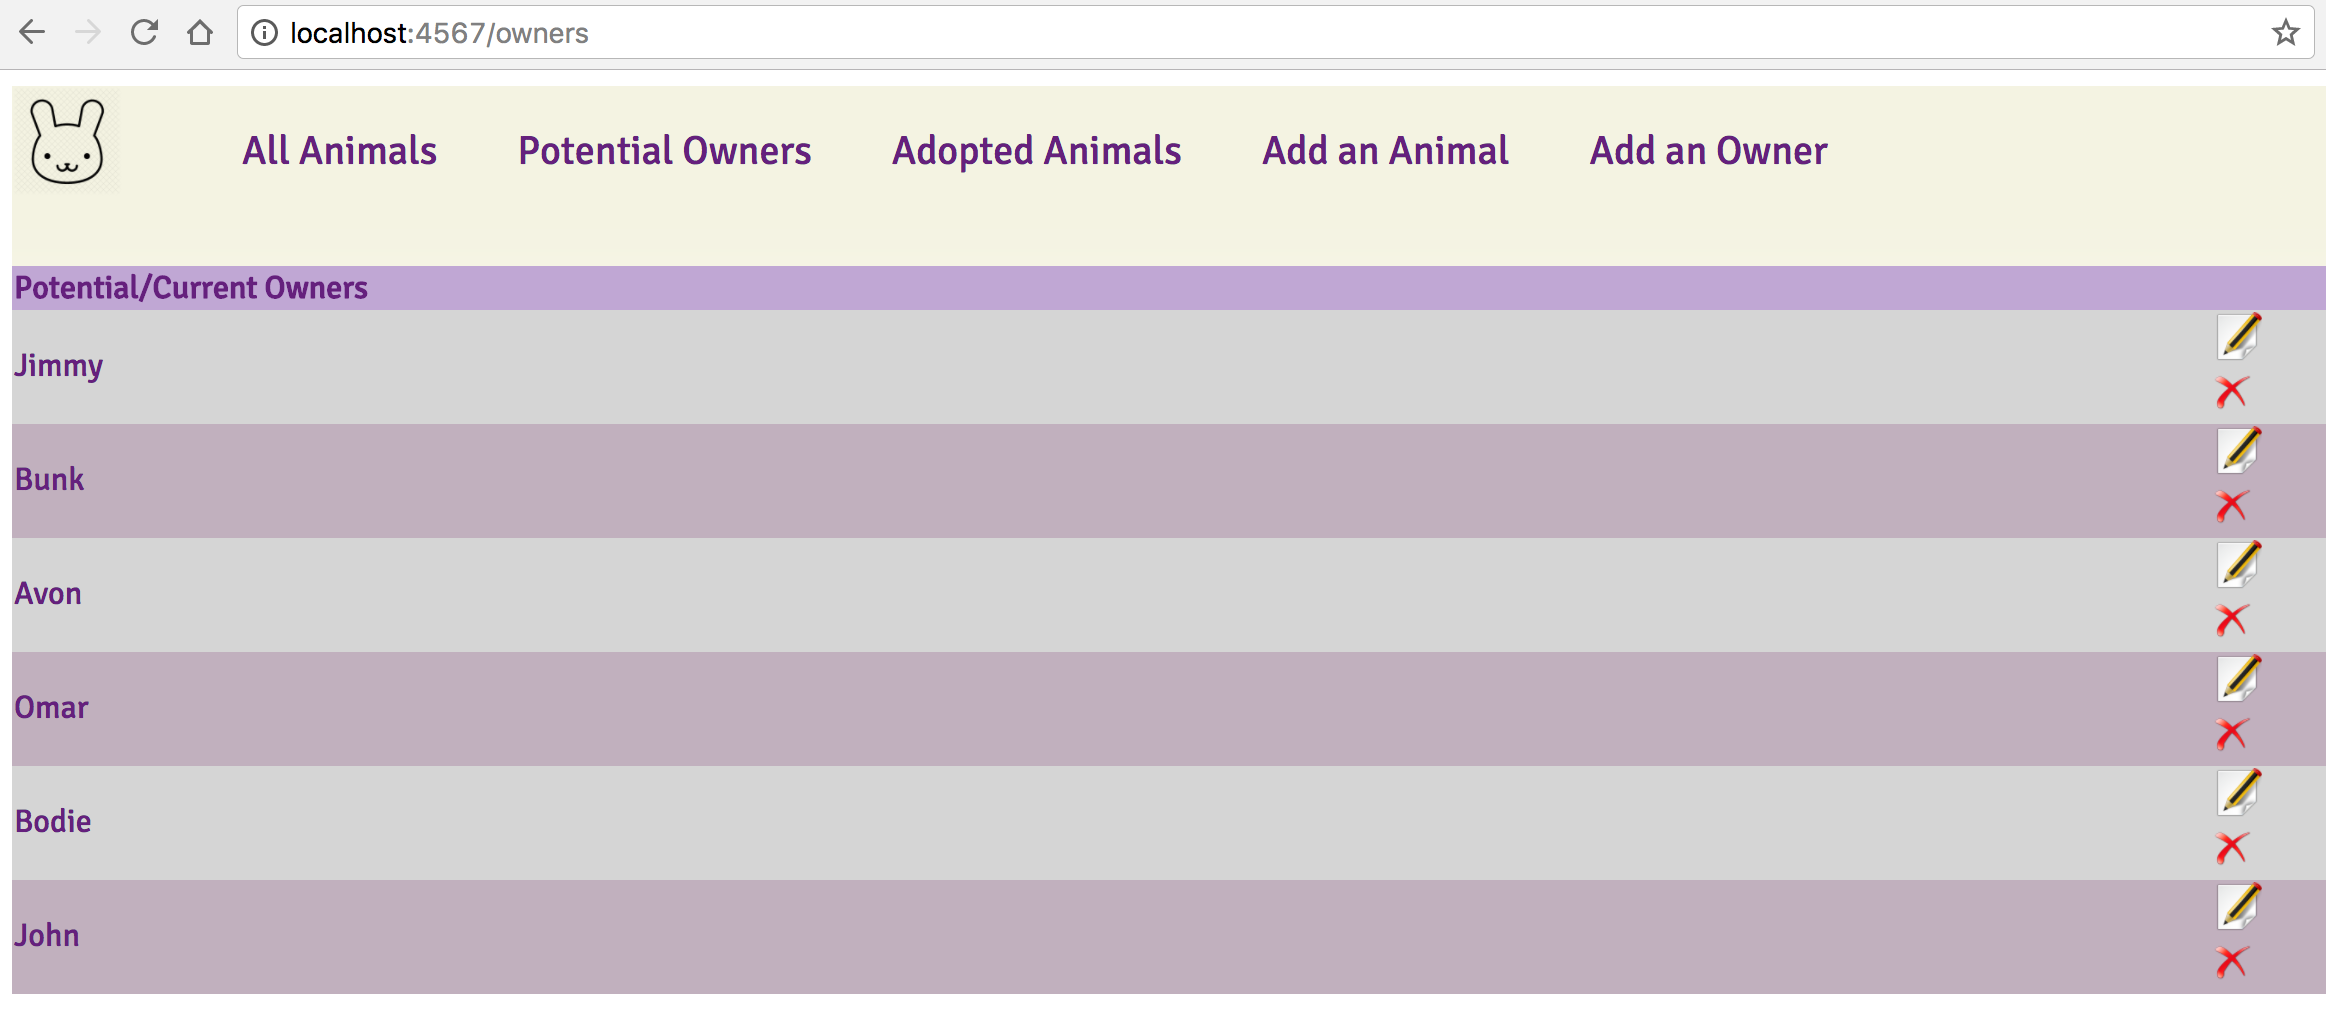 localhost:4567/owners
All Animals Potential Owners Adopted Animals Add an Animal Add an Owner
Potential/Current Owners
Jimmy
Bunk
Avon
Omar
Bodie
John